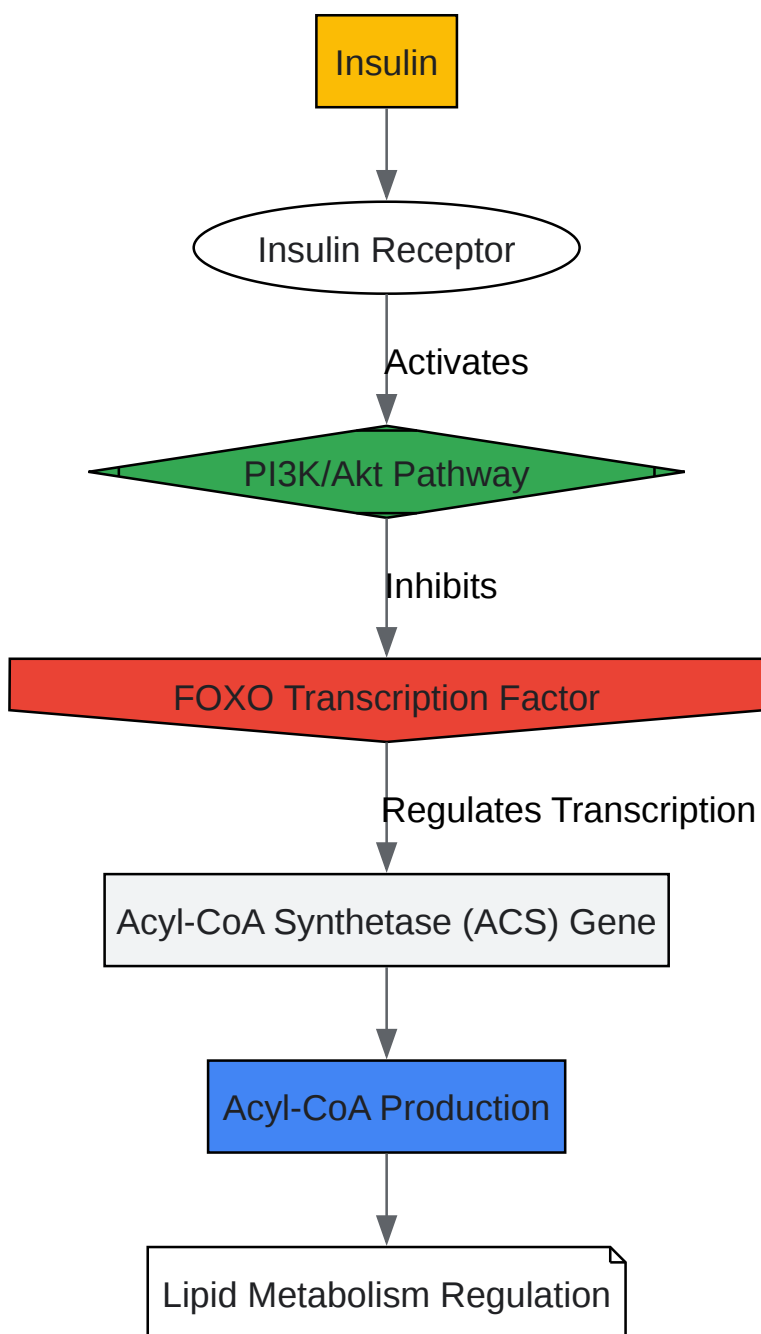 Insulin
Insulin Receptor
Activates
PI3K/Akt Pathway
Inhibits
FOXO Transcription Factor
Regulates Transcription
Acyl-CoA Synthetase (ACS) Gene
Acyl-CoA Production
Lipid Metabolism Regulation